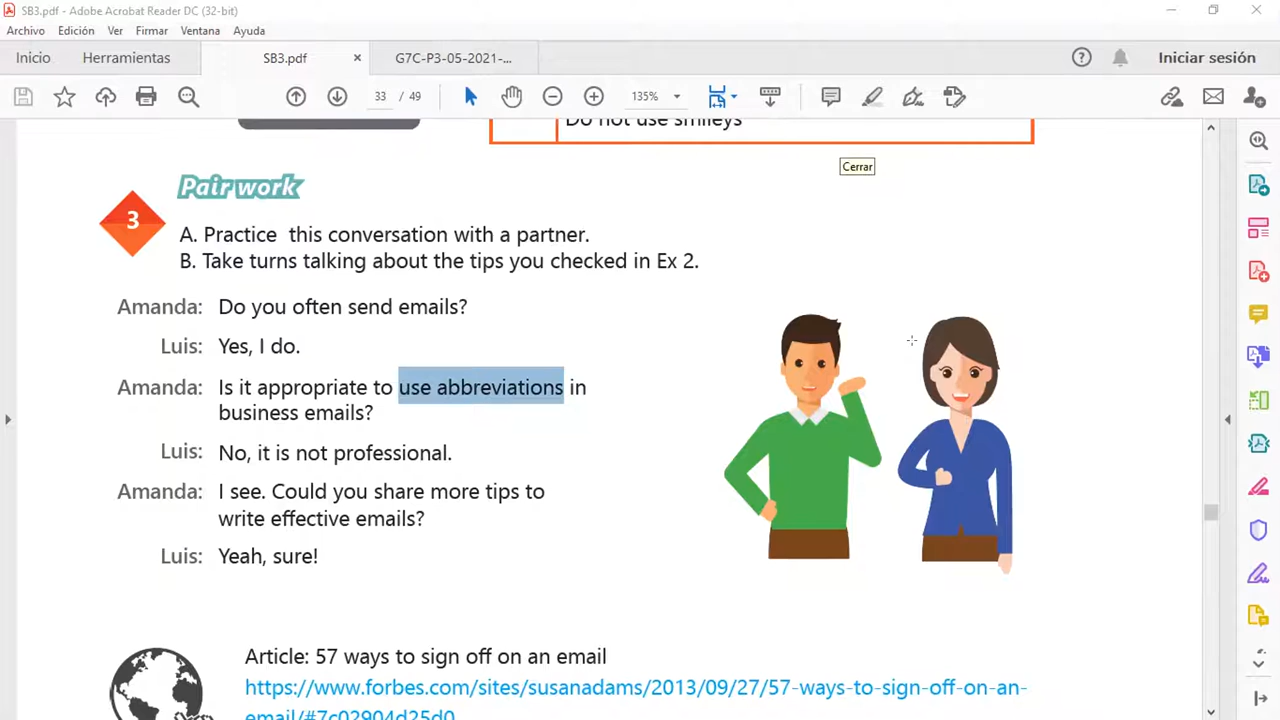 SB3.pdf - Adobe Acrobat Reader DC (32-bit)
Archivo Edición Ver Firmar Ventana Ayuda
Inicio Herramientas SB3.pdf × G7C-P3-05-2021-... Iniciar sesión
33 / 49 135%
Do not use smileys
Cerrar
Pair work
3
A. Practice this conversation with a partner.
B. Take turns talking about the tips you checked in Ex 2.
Amanda: Do you often send emails?
Luis: Yes, I do.
Amanda: Is it appropriate to use abbreviations in
business emails?
Luis: No, it is not professional.
Amanda: I see. Could you share more tips to
write effective emails?
Luis: Yeah, sure!
Article: 57 ways to sign off on an email
https://www.forbes.com/sites/susanadams/2013/09/27/57-ways-to-sign-off-on-an-
email/#7c02904d25d0